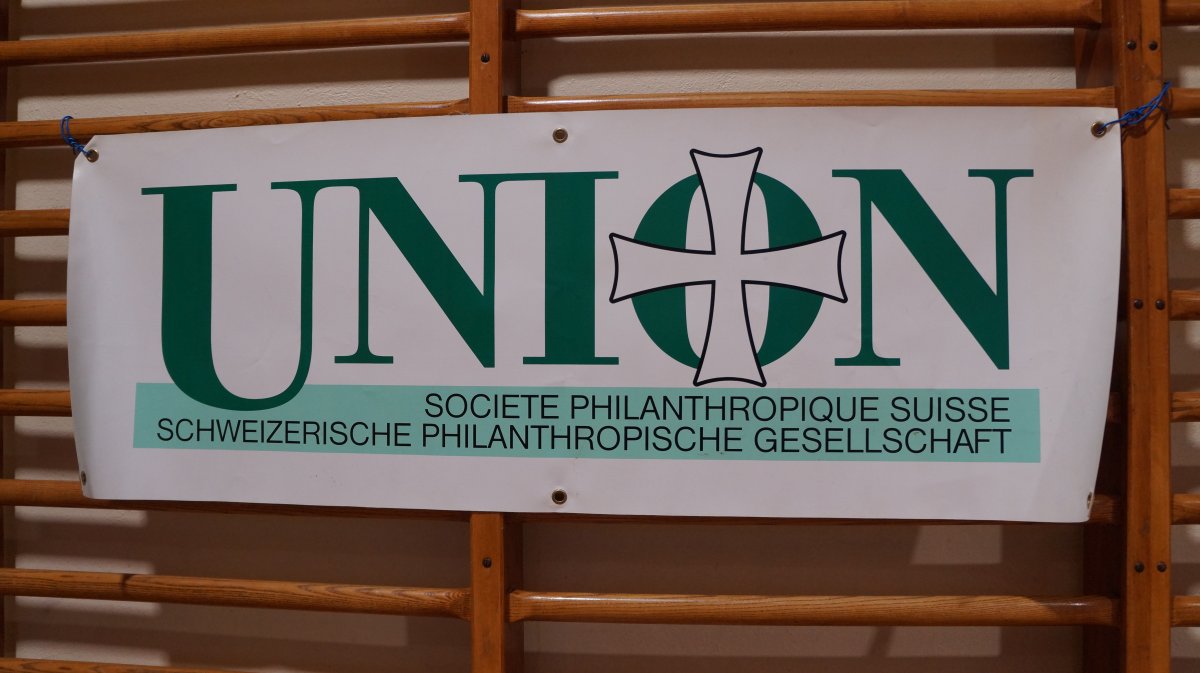 UNION
SOCIETE PHILANTHROPIQUE SUISSE
SCHWEIZERISCHE PHILANTHROPISCHE GESELLSCHAFT